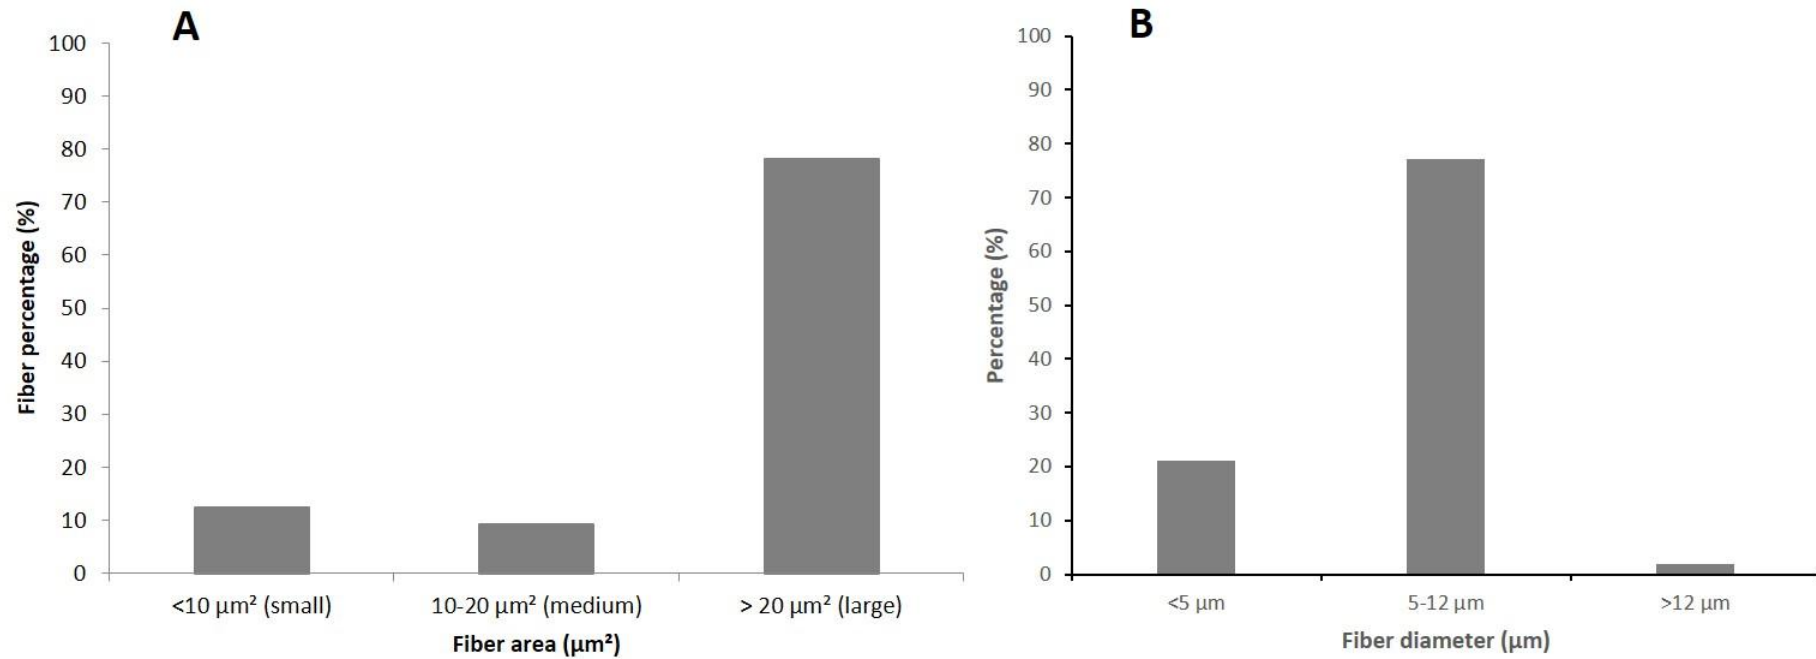 A
100
90
80
70
60
50
40
30
20
10
0
Fiber percentage (%)
<10 µm² (small)
10-20 µm² (medium)
> 20 µm² (large)
Fiber area (µm²)
B
100
90
80
70
60
50
40
30
20
10
0
Percentage (%)
<5 µm
5-12 µm
>12 µm
Fiber diameter (µm)